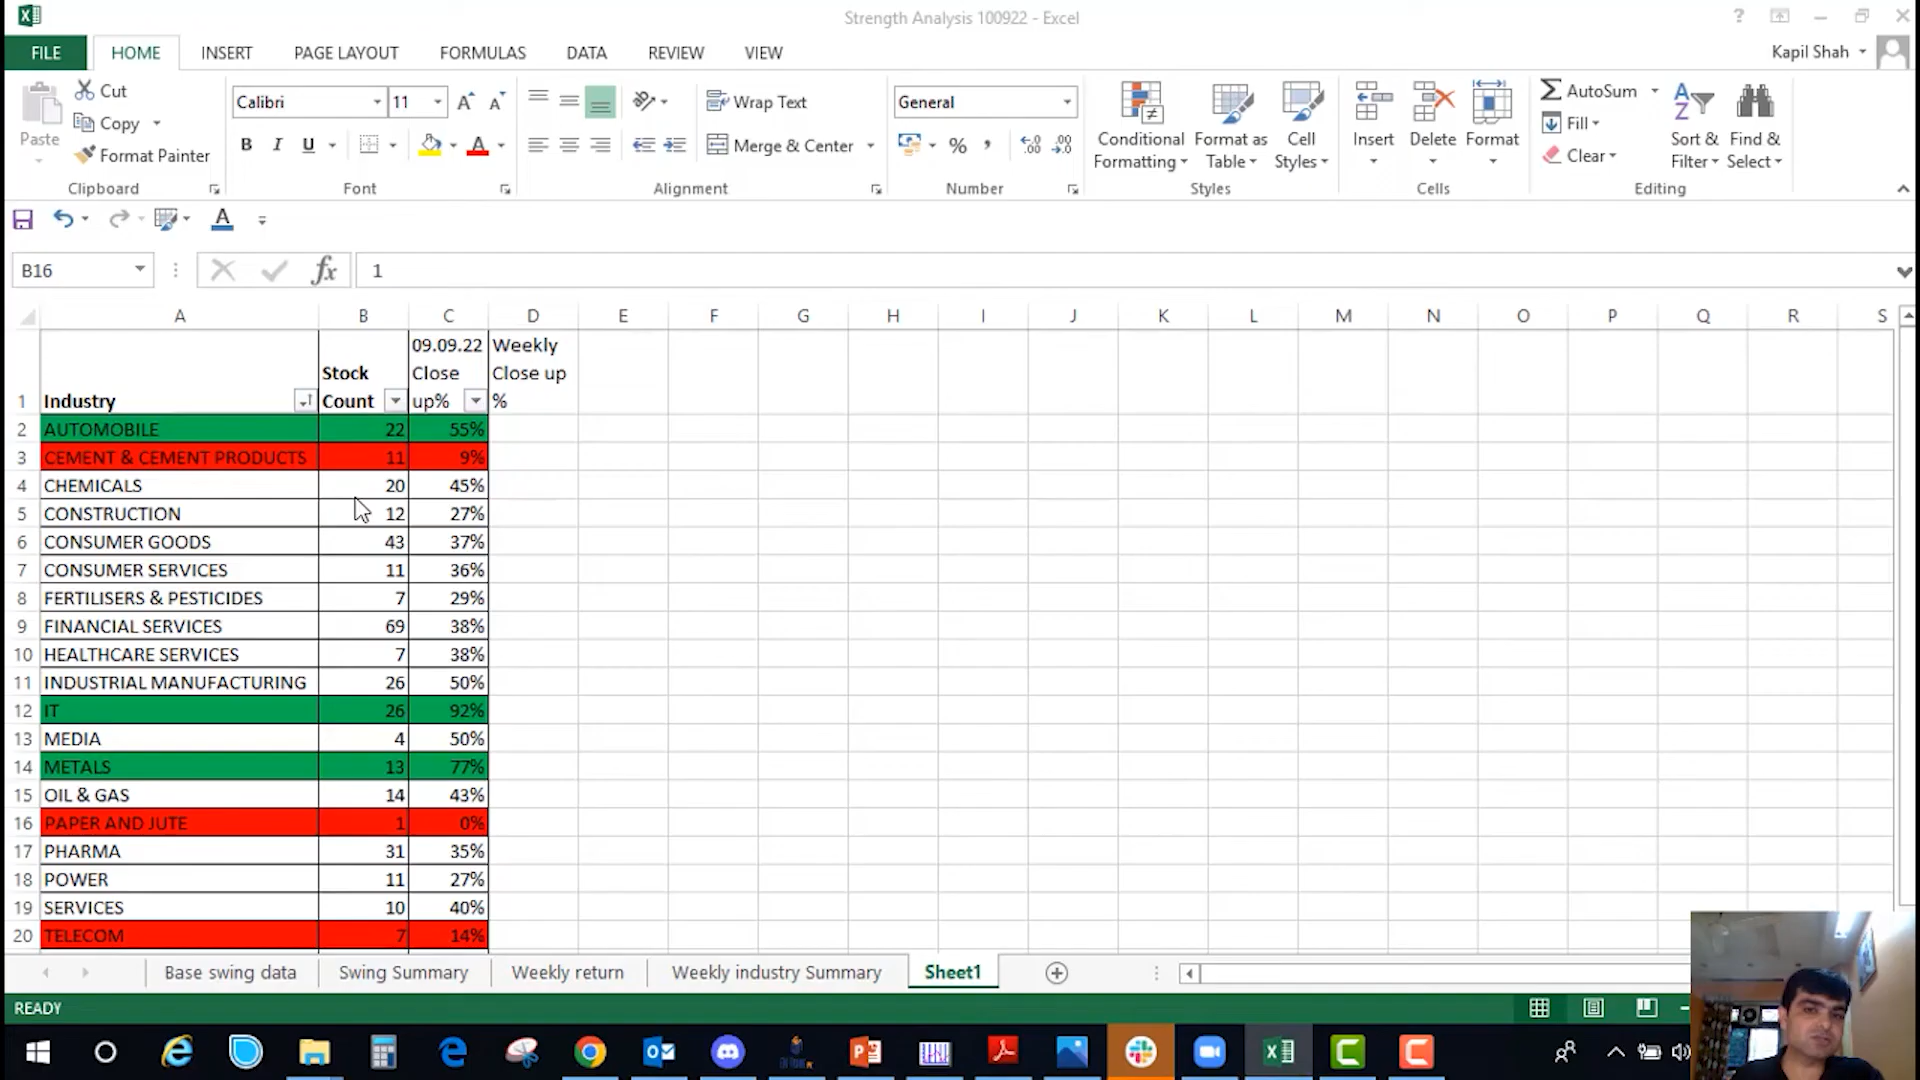 Strength Analysis 100922 - Excel
?
FILE HOME INSERT PAGE LAYOUT FORMULAS DATA REVIEW VIEW
Kapil Shah
Paste
Cut
Copy
Format Painter
Clipboard
Calibri 11
B I U
Font
Wrap Text
Merge & Center
Alignment
General
%
Number
Conditional Formatting
Format as Table
Cell Styles
Styles
Insert
Delete
Format
Cells
AutoSum
Fill
Clear
Sort & Filter
Find & Select
Editing
B16 fx 1
A B C D E F G H I J K L M N O P Q R S
1 Industry Stock Count 09.09.22 Close up% Weekly Close up %
2 AUTOMOBILE 22 55%
3 CEMENT & CEMENT PRODUCTS 11 9%
4 CHEMICALS 20 45%
5 CONSTRUCTION 12 27%
6 CONSUMER GOODS 43 37%
7 CONSUMER SERVICES 11 36%
8 FERTILISERS & PESTICIDES 7 29%
9 FINANCIAL SERVICES 69 38%
10 HEALTHCARE SERVICES 7 38%
11 INDUSTRIAL MANUFACTURING 26 50%
12 IT 26 92%
13 MEDIA 4 50%
14 METALS 13 77%
15 OIL & GAS 14 43%
16 PAPER AND JUTE 1 0%
17 PHARMA 31 35%
18 POWER 11 27%
19 SERVICES 10 40%
20 TELECOM 7 14%
Base swing data Swing Summary Weekly return Weekly industry Summary Sheet1
READY